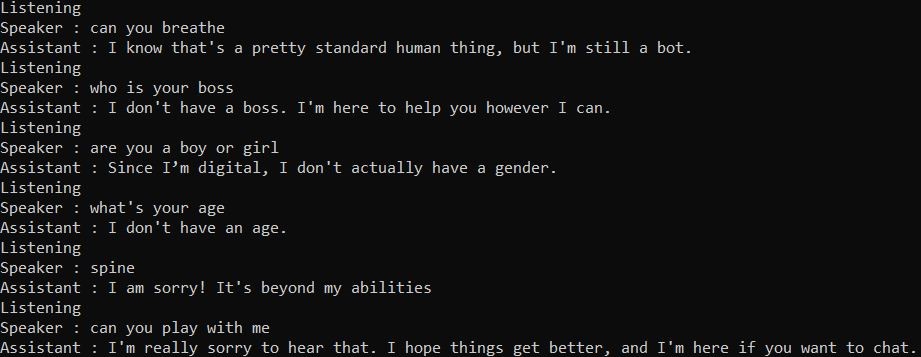 Listening
Speaker : can you breathe
Assistant : I know that's a pretty standard human thing, but I'm still a bot.
Listening
Speaker : who is your boss
Assistant : I don't have a boss. I'm here to help you however I can.
Listening
Speaker : are you a boy or girl
Assistant : Since I’m digital, I don't actually have a gender.
Listening
Speaker : what's your age
Assistant : I don't have an age.
Listening
Speaker : spine
Assistant : I am sorry! It's beyond my abilities
Listening
Speaker : can you play with me
Assistant : I'm really sorry to hear that. I hope things get better, and I'm here if you want to chat.